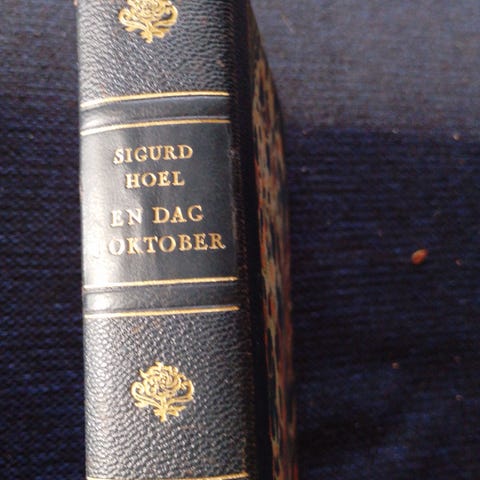 SIGURD
HOEL
EN DAG
I OKTOBER